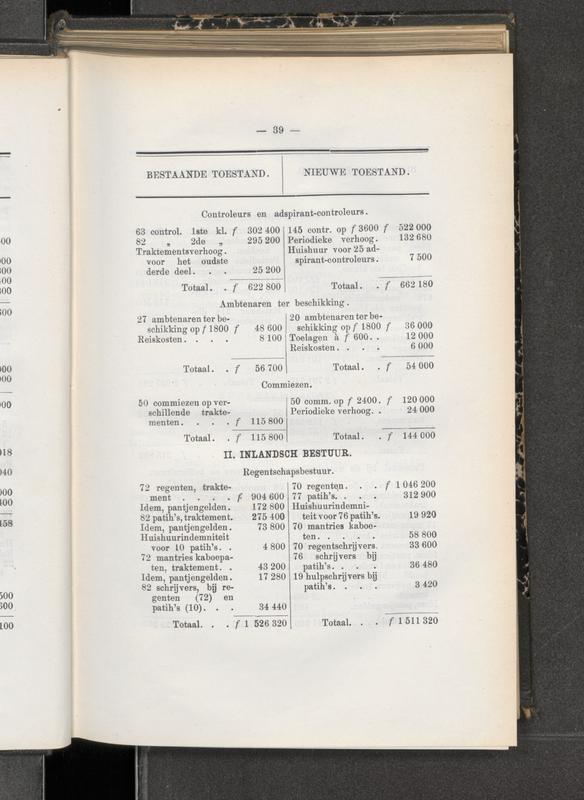 — 39 —
BESTAANDE TOESTAND.
NIEUWE TOESTAND.
Controleurs en adspirant-controleurs.
63 control. 1ste kl. f 302 400
82 „ 2de „ 295 200
Traktementsverhoog.
voor het oudste
derde deel. . . 25 200
Totaal. . f 622 800
145 contr. op f 3600 f 522 000
Periodieke verhoog. 132 680
Huishuur voor 25 ad-
spirant-controleurs. 7 500
Totaal. . f 662 180
Ambtenaren ter beschikking.
27 ambtenaren ter be-
schikking op f 1800 f 48 600
Reiskosten. . . . 8 100
Totaal. . f 56 700
20 ambtenaren ter be-
schikking op f 1800 f 36 000
Toelagen à f 600. . 12 000
Reiskosten. . . . 6 000
Totaal. . f 54 000
Commiezen.
50 commiezen op ver-
schillende trakte-
menten. . . . f 115 800
Totaal. . f 115 800
50 comm. op f 2400. f 120 000
Periodieke verhoog. . 24 000
Totaal. . f 144 000
II. INLANDSCH BESTUUR.
Regentschapsbestuur.
72 regenten, trakte-
ment . . . . f 904 600
Idem, pantjengelden. 172 800
82 patih's, traktement. 275 400
Idem, pantjengelden. 73 800
Huishuurindemniteit
voor 10 patih's. . 4 800
72 mantries kaboepa-
ten, traktement. . 43 200
Idem, pantjengelden. 17 280
82 schrijvers, bij re-
genten (72) en
patih's (10). . . 34 440
Totaal. . . f 1 526 320
70 regenten. . . f 1 046 200
77 patih's. . . . 312 900
Huishuurindemni-
teit voor 76 patih's. 19 920
70 mantries kaboe-
ten. . . . . 58 800
70 regentschrijvers. 33 600
76 schrijvers bij
patih's. . . . 36 480
19 hulpschrijvers bij
patih's. . . . 3 420
Totaal. . . f 1 511 320